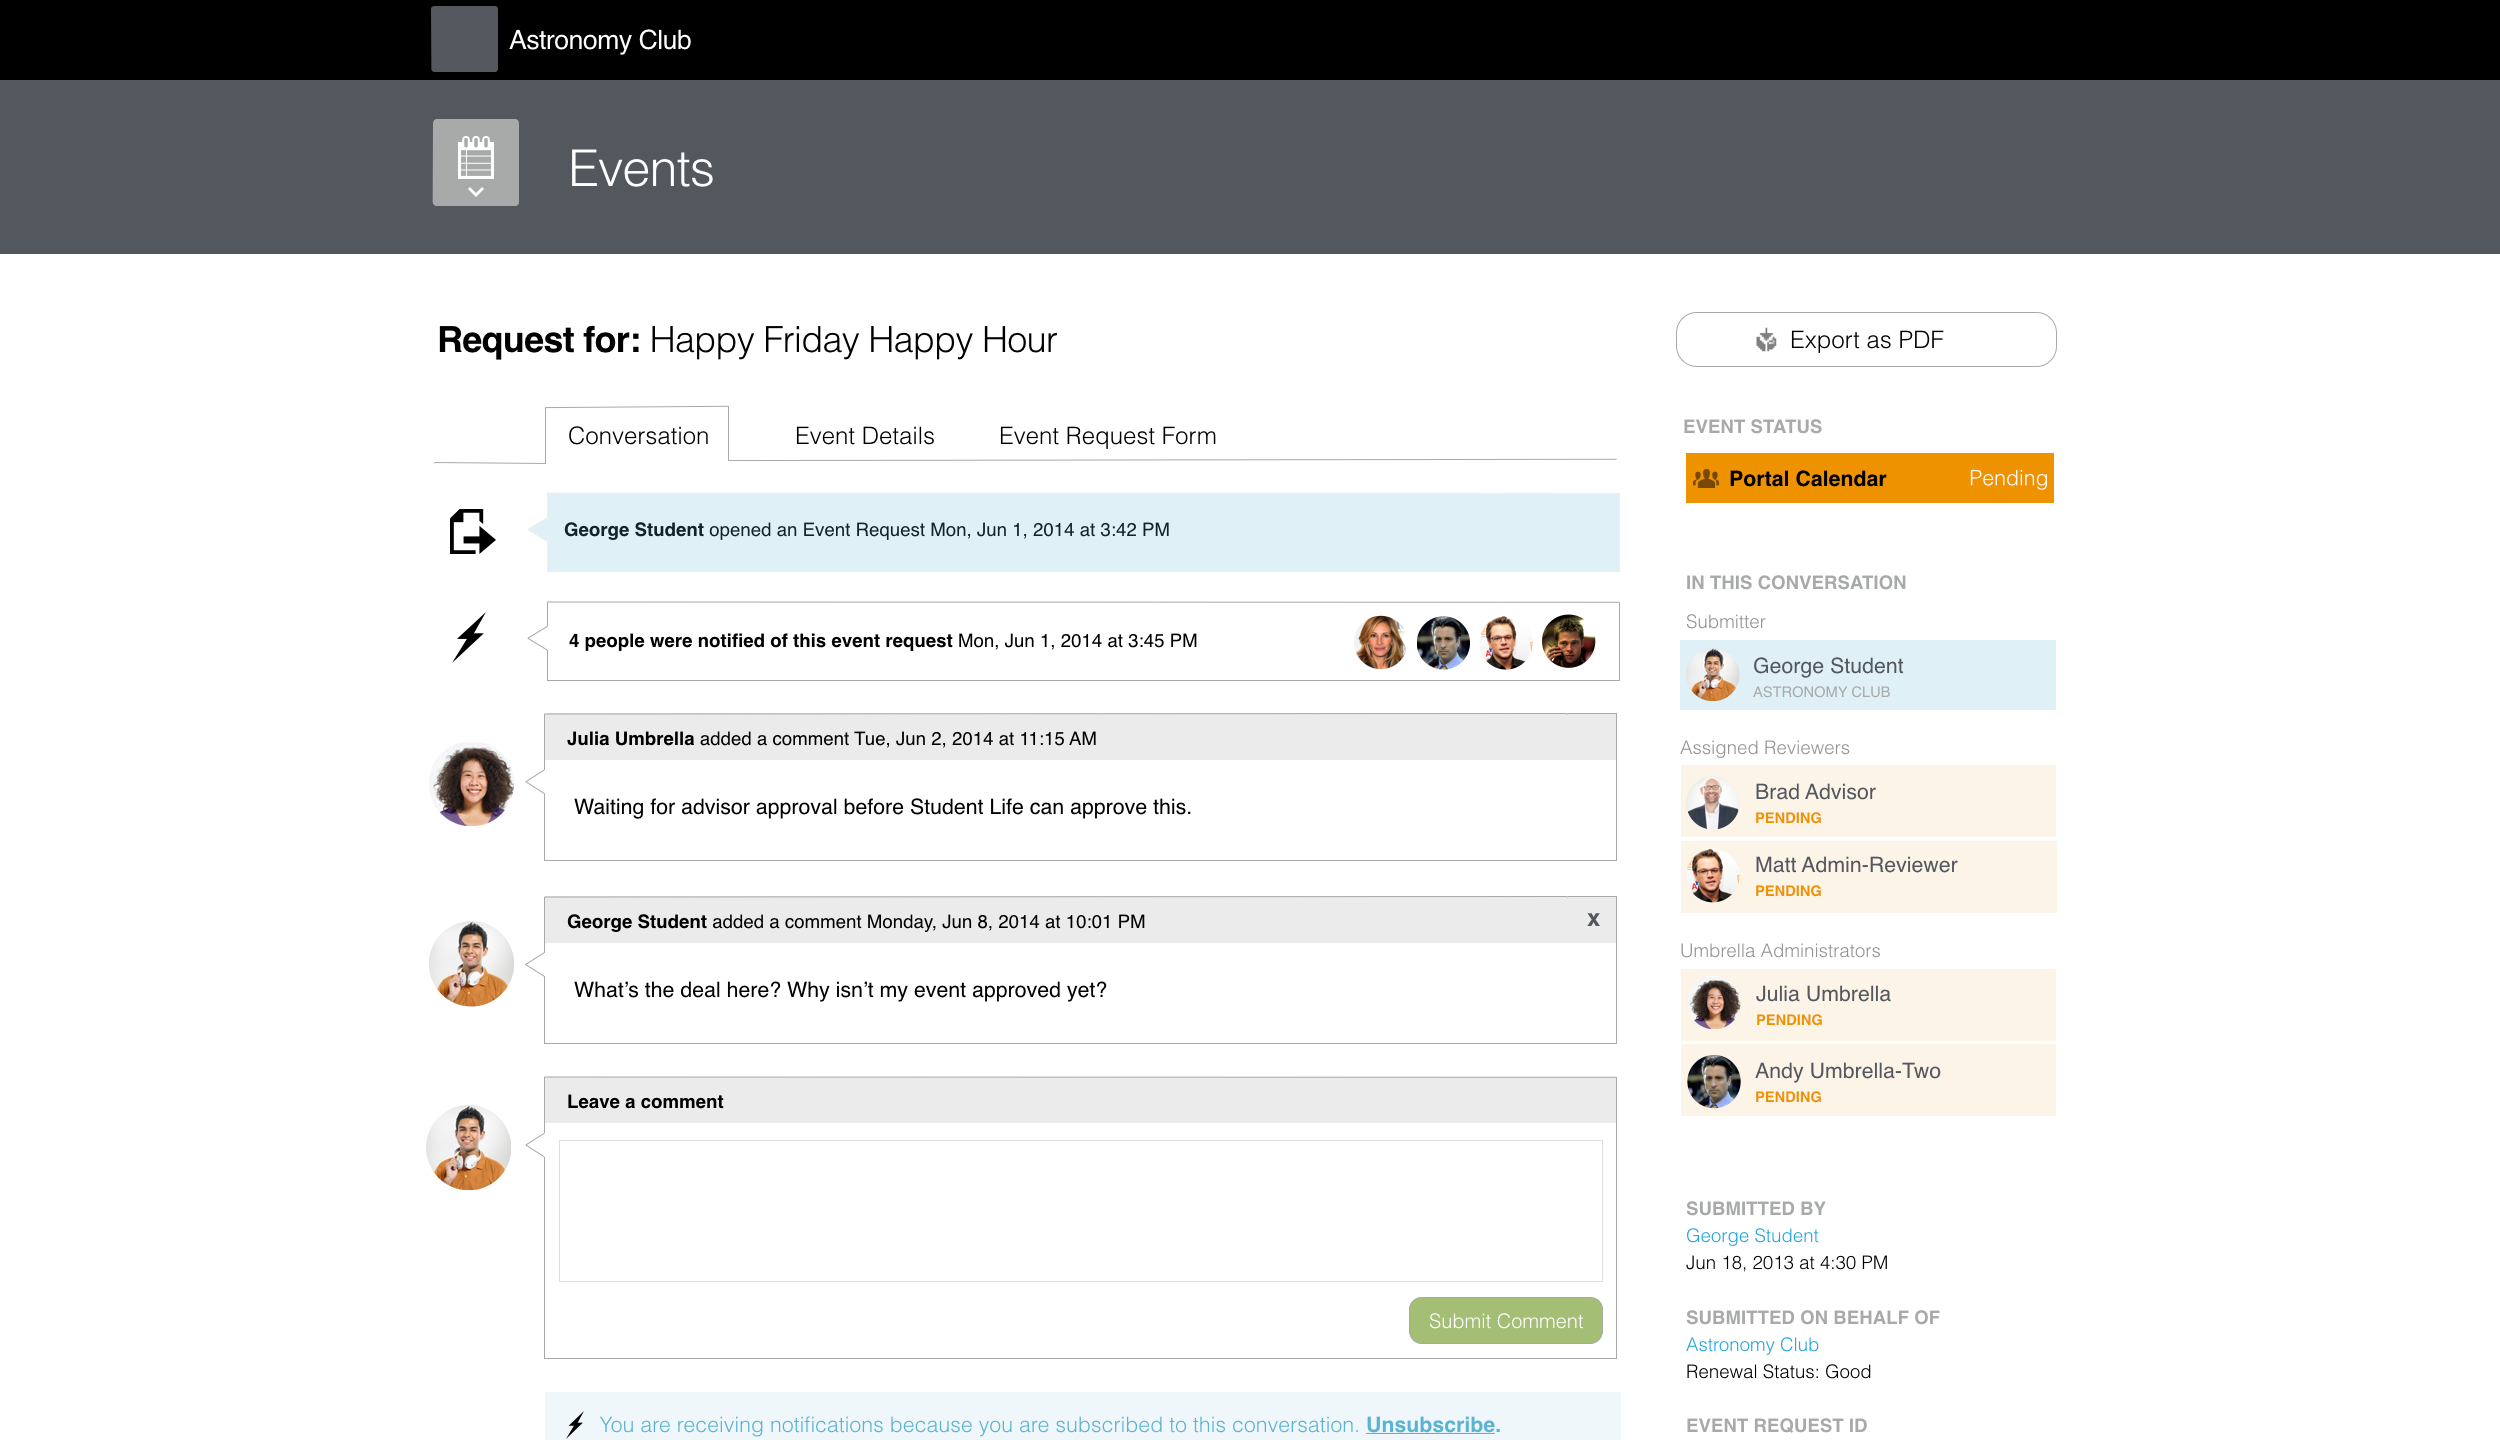 Astronomy Club
Events
Request for: Happy Friday Happy Hour
Export as PDF
Conversation
Event Details
Event Request Form
George Student opened an Event Request Mon, Jun 1, 2014 at 3:42 PM
4 people were notified of this event request Mon, Jun 1, 2014 at 3:45 PM
Julia Umbrella added a comment Tue, Jun 2, 2014 at 11:15 AM
Waiting for advisor approval before Student Life can approve this.
George Student added a comment Monday, Jun 8, 2014 at 10:01 PM
x
What’s the deal here? Why isn’t my event approved yet?
Leave a comment
Submit Comment
You are receiving notifications because you are subscribed to this conversation. Unsubscribe.
EVENT STATUS
Portal Calendar Pending
IN THIS CONVERSATION
Submitter
George Student
ASTRONOMY CLUB
Assigned Reviewers
Brad Advisor
PENDING
Matt Admin-Reviewer
PENDING
Umbrella Administrators
Julia Umbrella
PENDING
Andy Umbrella-Two
PENDING
SUBMITTED BY
George Student
Jun 18, 2013 at 4:30 PM
SUBMITTED ON BEHALF OF
Astronomy Club
Renewal Status: Good
EVENT REQUEST ID